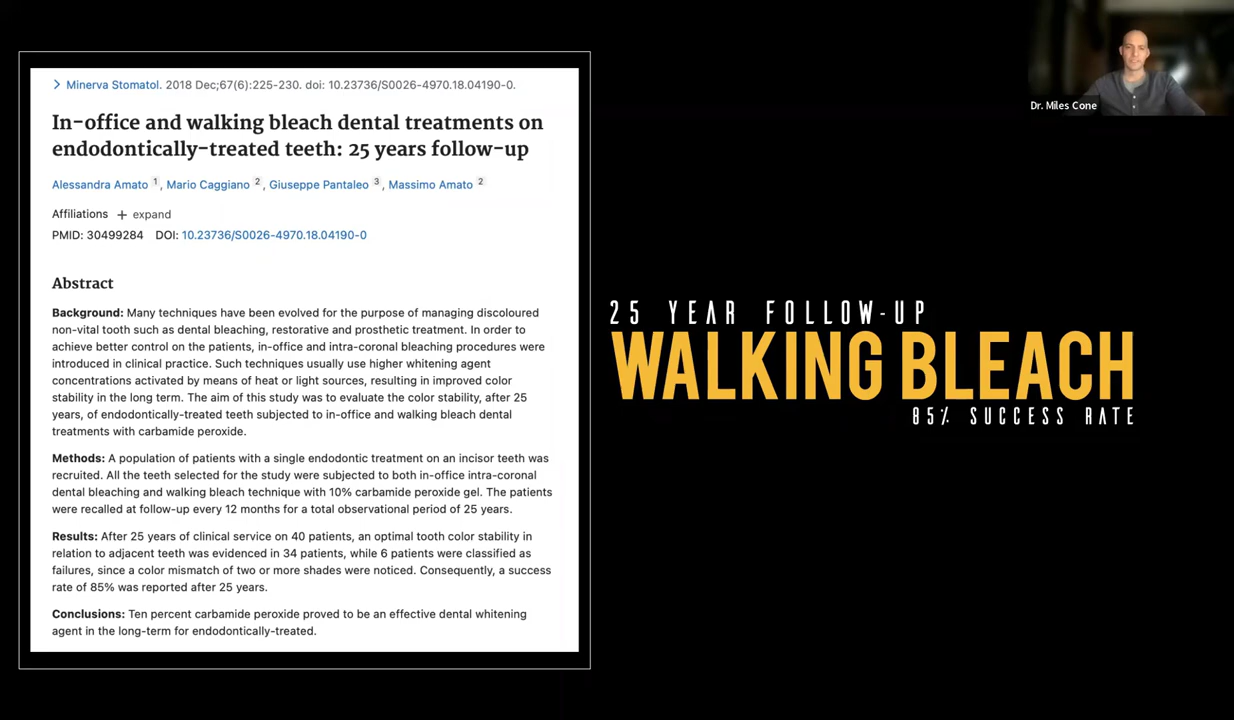 Minerva Stomatol. 2018 Dec;67(6):225-230. doi: 10.23736/S0026-4970.18.04190-0.
In-office and walking bleach dental treatments on
endodontically-treated teeth: 25 years follow-up
Alessandra Amato 1, Mario Caggiano 2, Giuseppe Pantaleo 3, Massimo Amato 2
Affiliations + expand
PMID: 30499284 DOI: 10.23736/S0026-4970.18.04190-0
Abstract
Background: Many techniques have been evolved for the purpose of managing discoloured
non-vital tooth such as dental bleaching, restorative and prosthetic treatment. In order to
achieve better control on the patients, in-office and intra-coronal bleaching procedures were
introduced in clinical practice. Such techniques usually use higher whitening agent
concentrations activated by means of heat or light sources, resulting in improved color
stability in the long term. The aim of this study was to evaluate the color stability, after 25
years, of endodontically-treated teeth subjected to in-office and walking bleach dental
treatments with carbamide peroxide.
Methods: A population of patients with a single endodontic treatment on an incisor teeth was
recruited. All the teeth selected for the study were subjected to both in-office intra-coronal
dental bleaching and walking bleach technique with 10% carbamide peroxide gel. The patients
were recalled at follow-up every 12 months for a total observational period of 25 years.
Results: After 25 years of clinical service on 40 patients, an optimal tooth color stability in
relation to adjacent teeth was evidenced in 34 patients, while 6 patients were classified as
failures, since a color mismatch of two or more shades were noticed. Consequently, a success
rate of 85% was reported after 25 years.
Conclusions: Ten percent carbamide peroxide proved to be an effective dental whitening
agent in the long-term for endodontically-treated.
25 YEAR FOLLOW-UP
WALKING BLEACH
85% SUCCESS RATE
Dr. Miles Cone